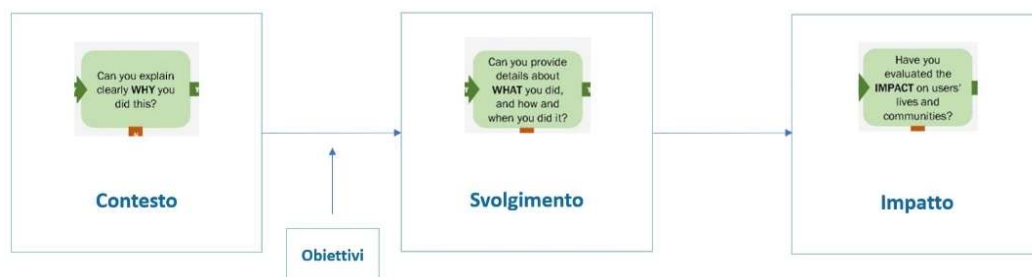 Can you explain
clearly WHY you
did this?
Contesto
Obiettivi
Can you provide
details about
WHAT you did,
and how and
when you did it?
Svolgimento
Have you
evaluated the
IMPACT on users'
lives and
communities?
Impatto